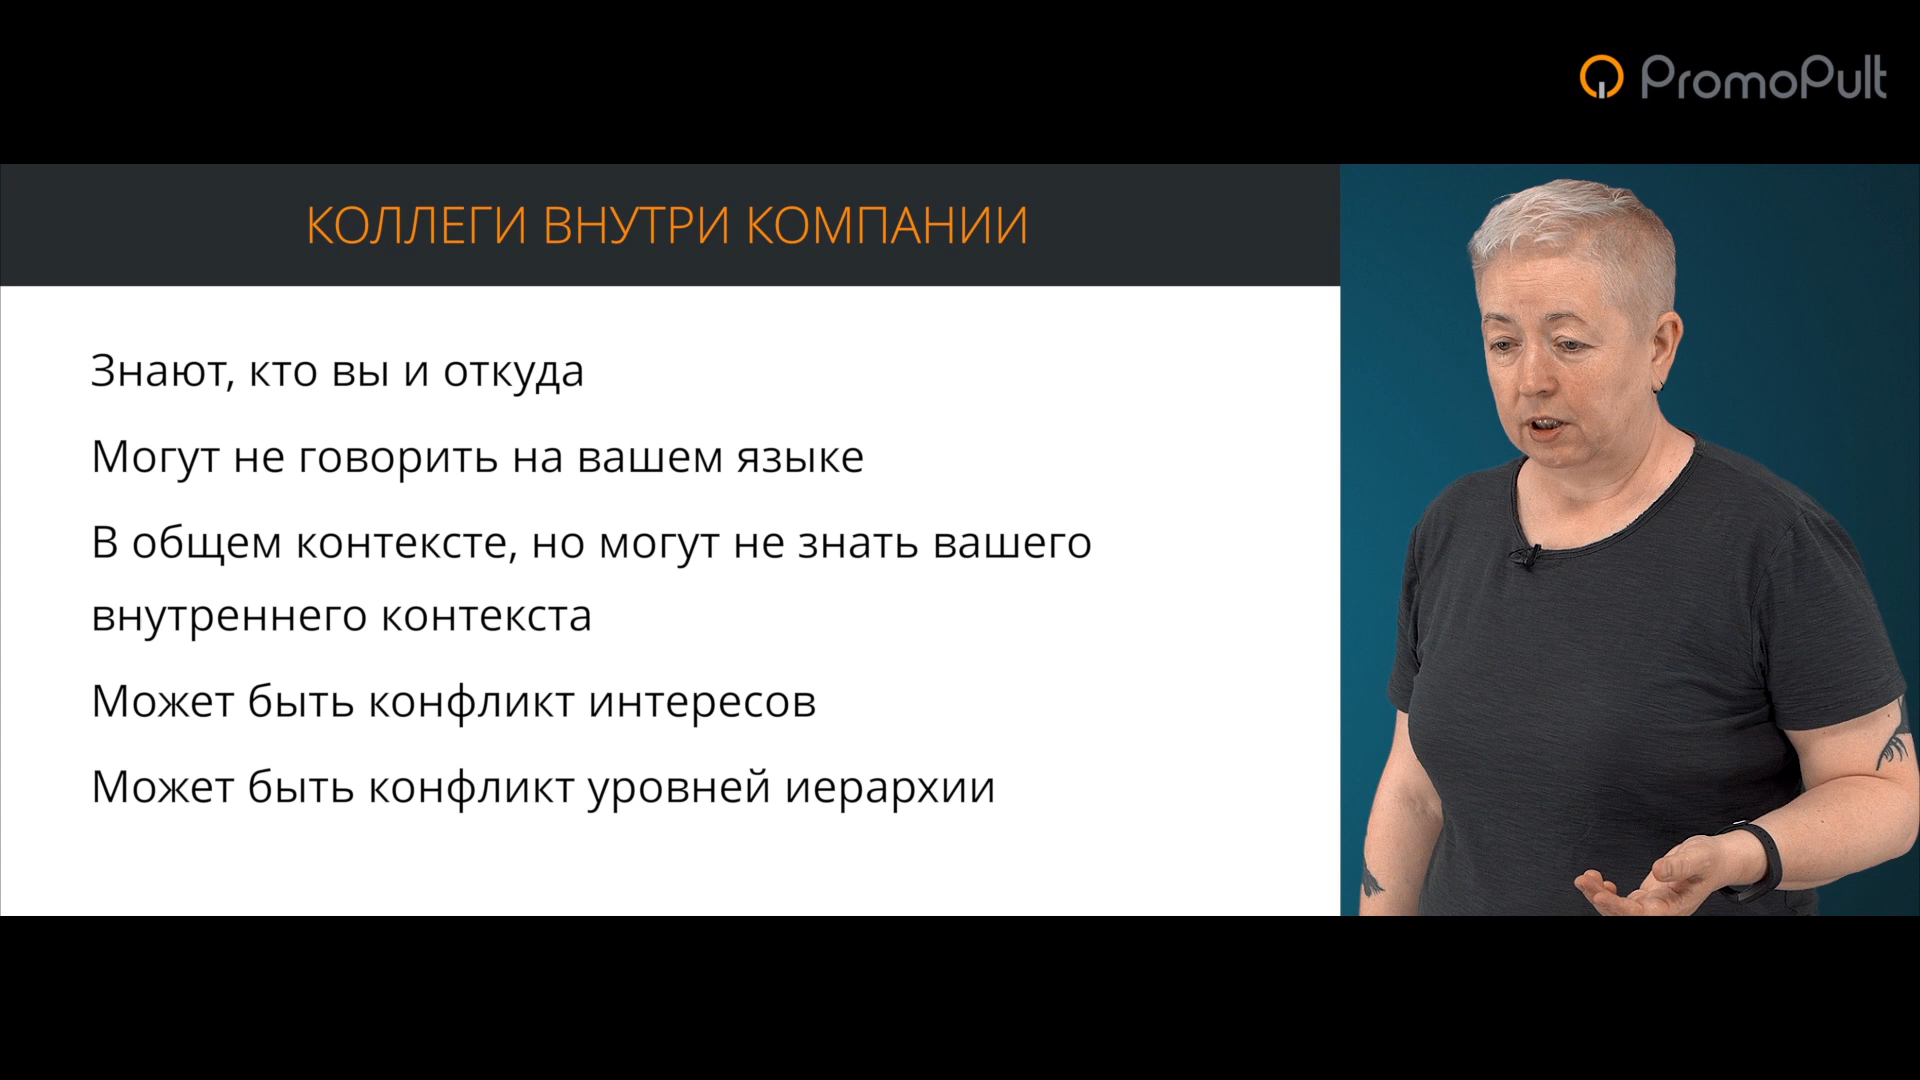 PromoPult
КОЛЛЕГИ ВНУТРИ КОМПАНИИ
Знают, кто вы и откуда
Могут не говорить на вашем языке
В общем контексте, но могут не знать вашего
внутреннего контекста
Может быть конфликт интересов
Может быть конфликт уровней иерархии